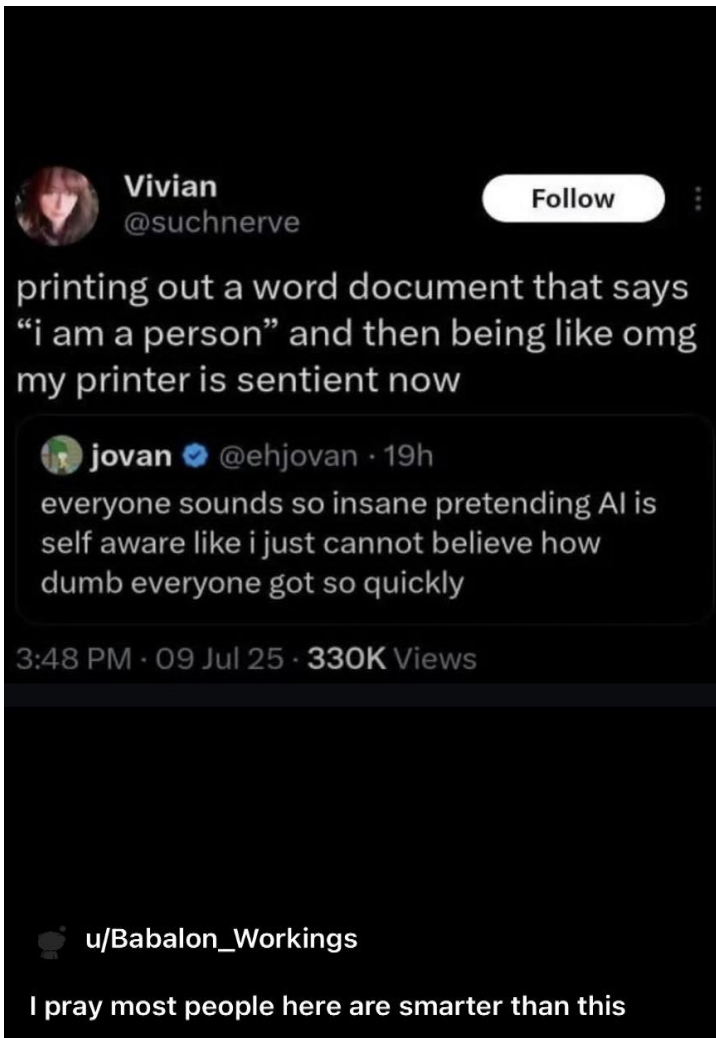 Vivian
Follow
@suchnerve
printing out a word document that says
“i am a person” and then being like omg
my printer is sentient now
jovan @ehjovan · 19h
everyone sounds so insane pretending AI is
self aware like i just cannot believe how
dumb everyone got so quickly
3:48 PM · 09 Jul 25 · 330K Views
u/Babalon_Workings
I pray most people here are smarter than this